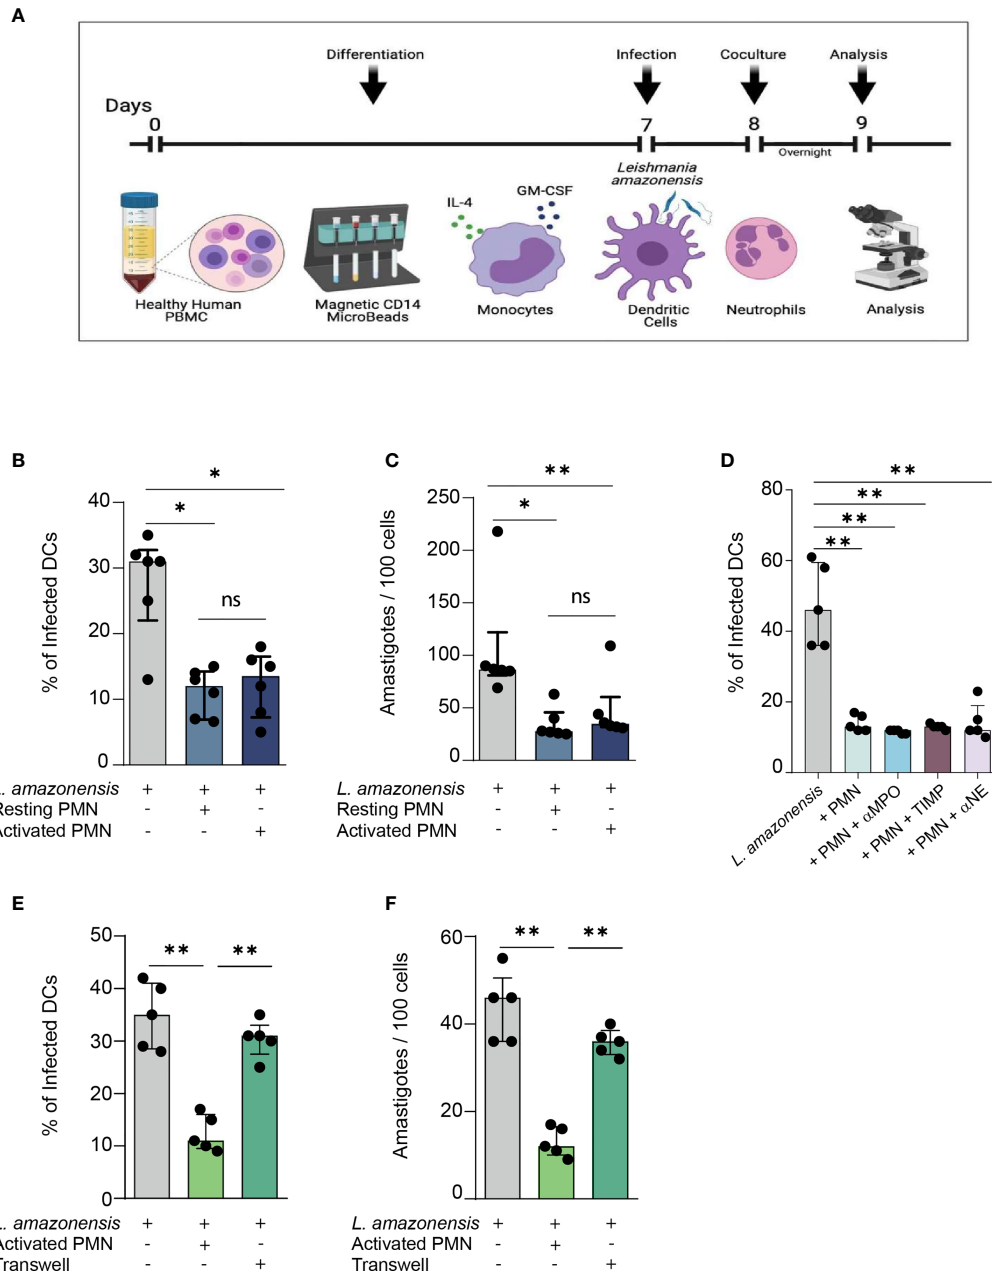 A
Differentiation
Infection
Coculture
Analysis
Days
0
7
8
9
Overnight
Leishmania
amazonensis
IL-4
GM-CSF
Healthy Human
PBMC
Magnetic CD14
MicroBeads
Monocytes
Dendritic
Cells
Neutrophils
Analysis
B
*
*
ns
% of Infected DCs
40
30
20
10
0
L. amazonensis + + +
Resting PMN - + -
Activated PMN - - +
C
**
*
ns
Amastigotes / 100 cells
250
200
150
100
50
0
L. amazonensis + + +
Resting PMN - + -
Activated PMN - - +
D
**
**
**
**
% of Infected DCs
80
60
40
20
0
L. amazonensis
+ PMN
+ PMN + αMPO
+ PMN + TIMP
+ PMN + αNE
E
** **
% of Infected DCs
50
40
30
20
10
0
L. amazonensis + + +
Activated PMN - + -
Transwell - - +
F
** **
Amastigotes / 100 cells
60
40
20
0
L. amazonensis + + +
Activated PMN - + -
Transwell - - +